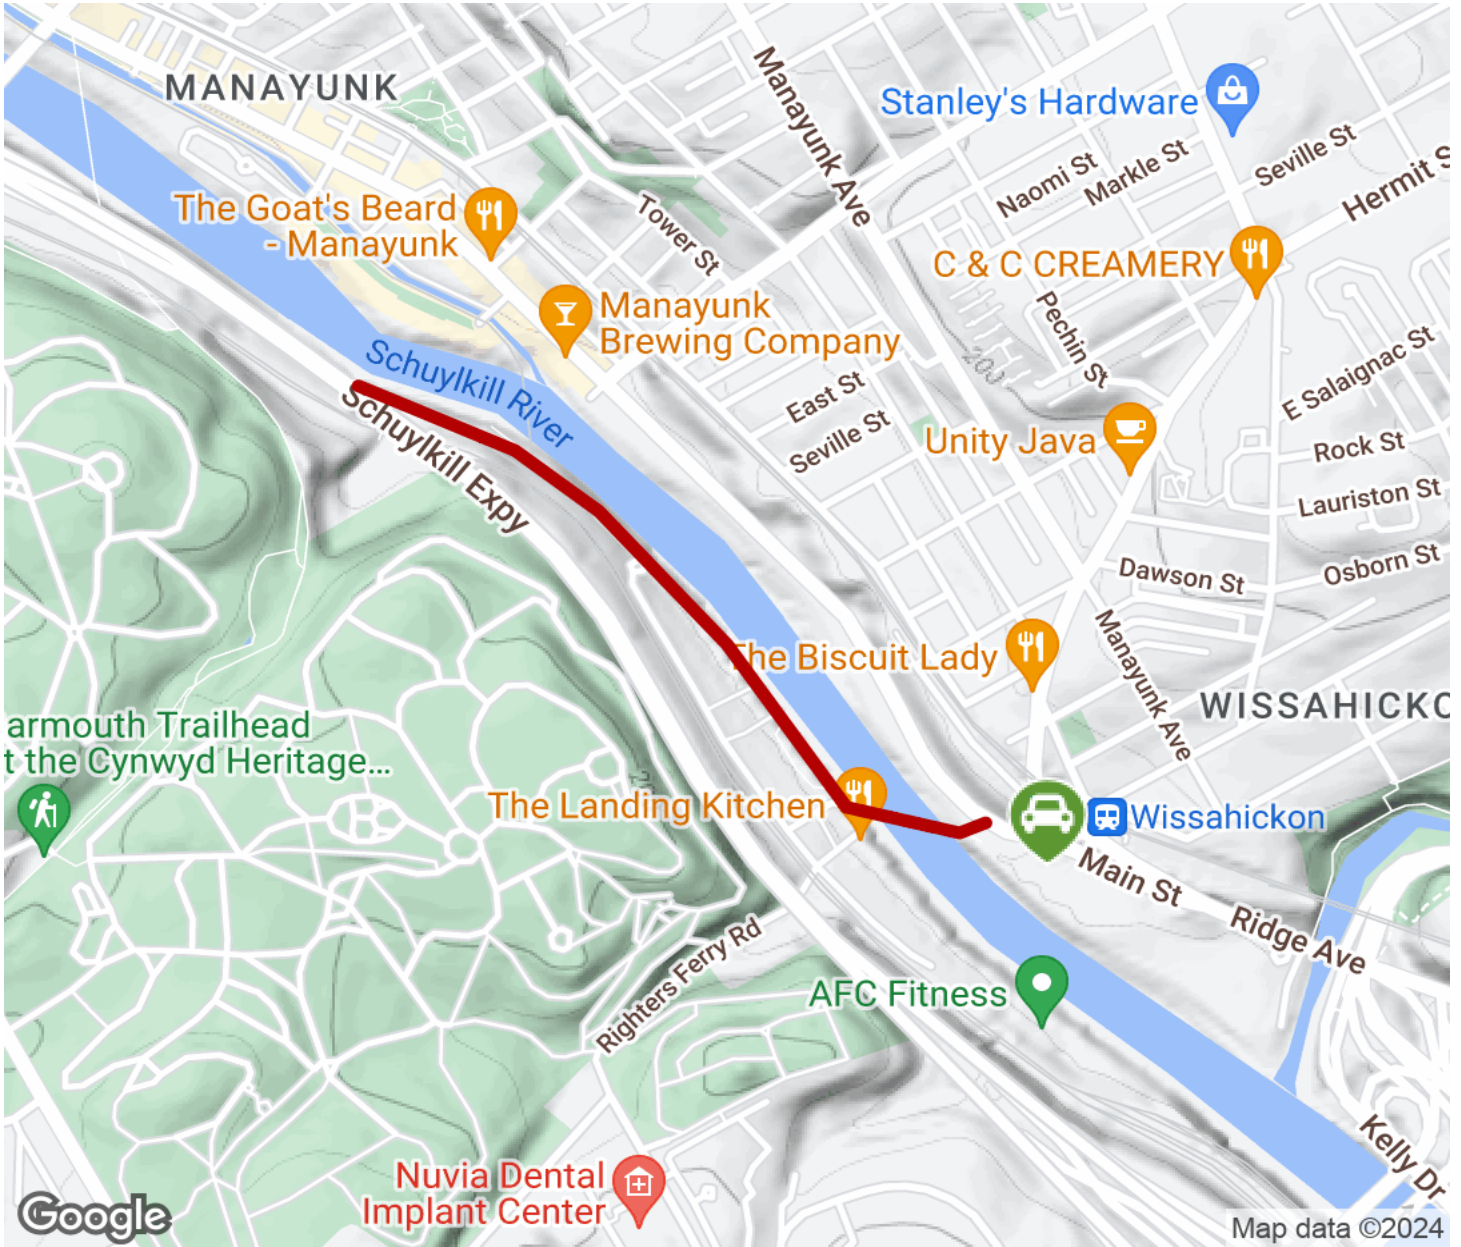 MANAYUNK
Manayunk Ave
Stanley's Hardware
Seville St
Naomi St
Markle St
Hermit S
The Goat's Beard
- Manayunk
Tower St
C & C CREAMERY
Manayunk
Brewing Company
Pechin St
200
Schuylkill River
Schuylkill Expy
East St
Seville St
E Salaignac St
Unity Java
Rock St
Lauriston St
Dawson St
Osborn St
The Biscuit Lady
Manayunk Ave
WISSAHICKO
armouth Trailhead
t the Cynwyd Heritage...
The Landing Kitchen
Wissahickon
Main St
Ridge Ave
Righters Ferry Rd
AFC Fitness
Kelly Dr
Nuvia Dental
Implant Center
Google
Map data ©2024